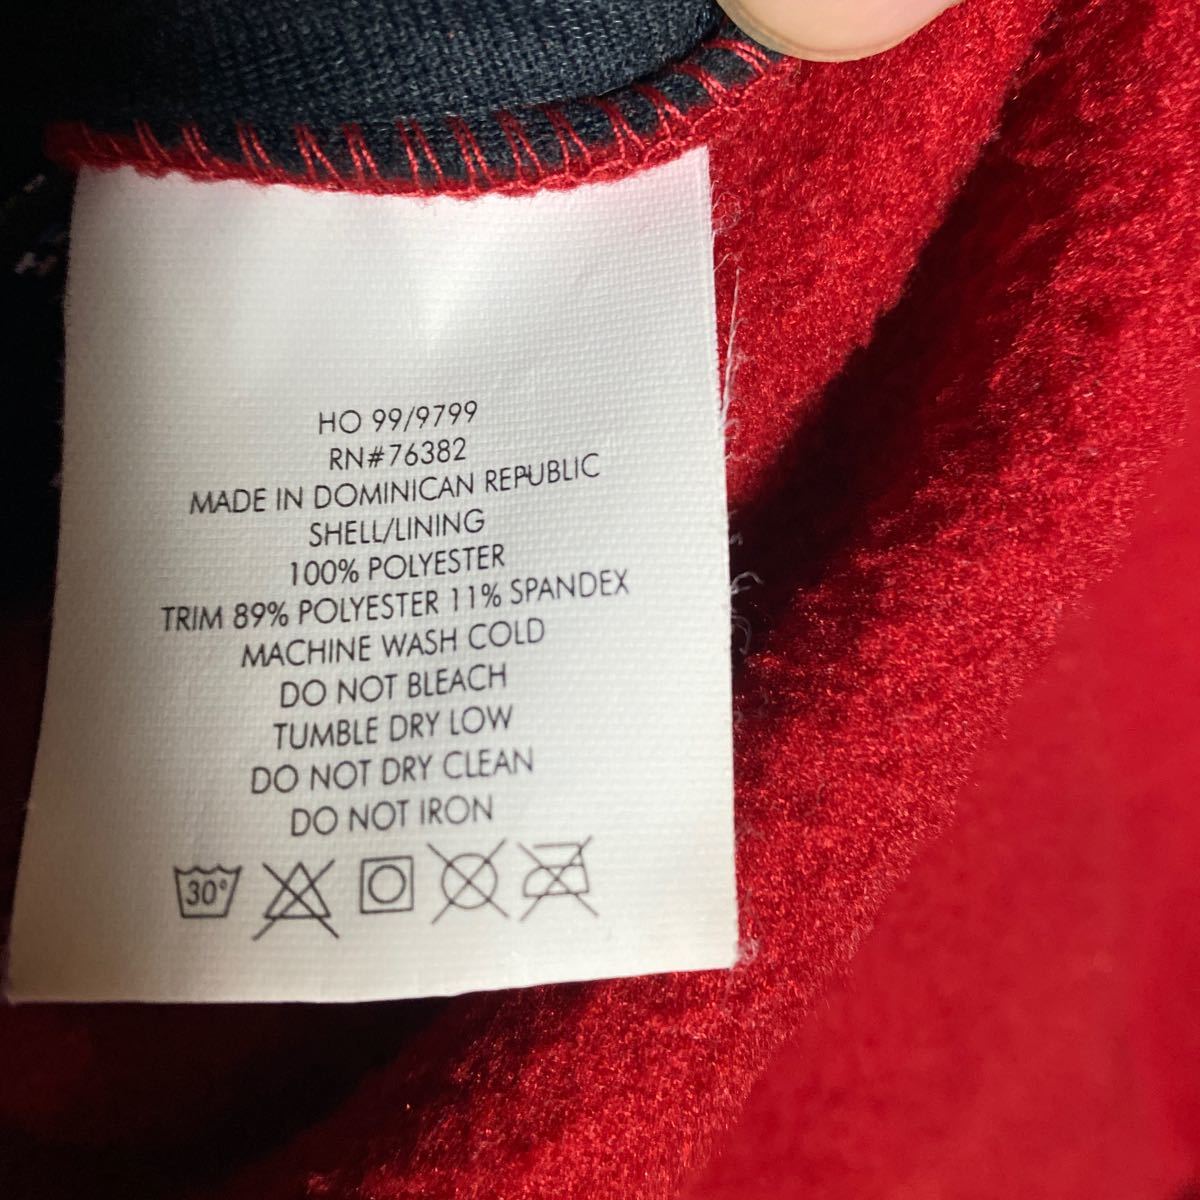 HO 99/9799
RN#76382
MADE IN DOMINICAN REPUBLIC
SHELL/LINING
100% POLYESTER
TRIM 89% POLYESTER 11% SPANDEX
MACHINE WASH COLD
DO NOT BLEACH
TUMBLE DRY LOW
DO NOT DRY CLEAN
DO NOT IRON
30°